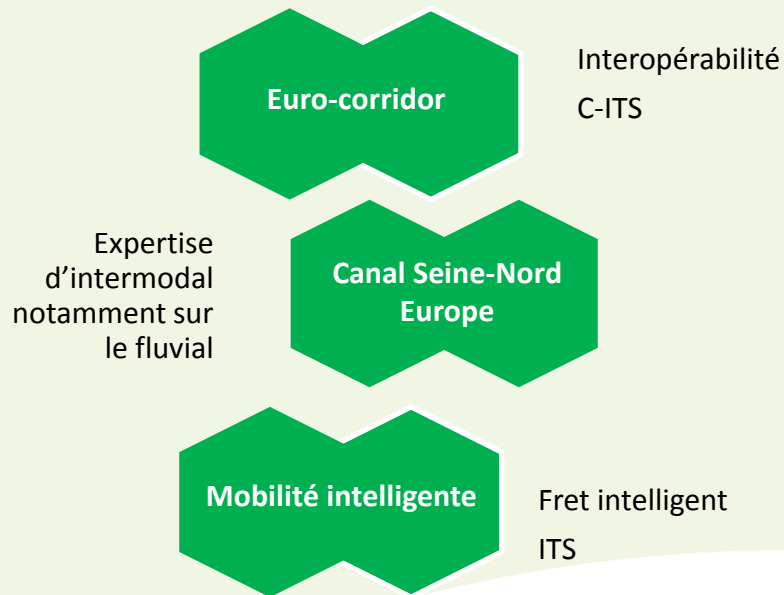 Euro-corridor
Interopérabilité
C-ITS
Expertise
d’intermodal
notamment sur
le fluvial
Canal Seine-Nord
Europe
Mobilité intelligente
Fret intelligent
ITS